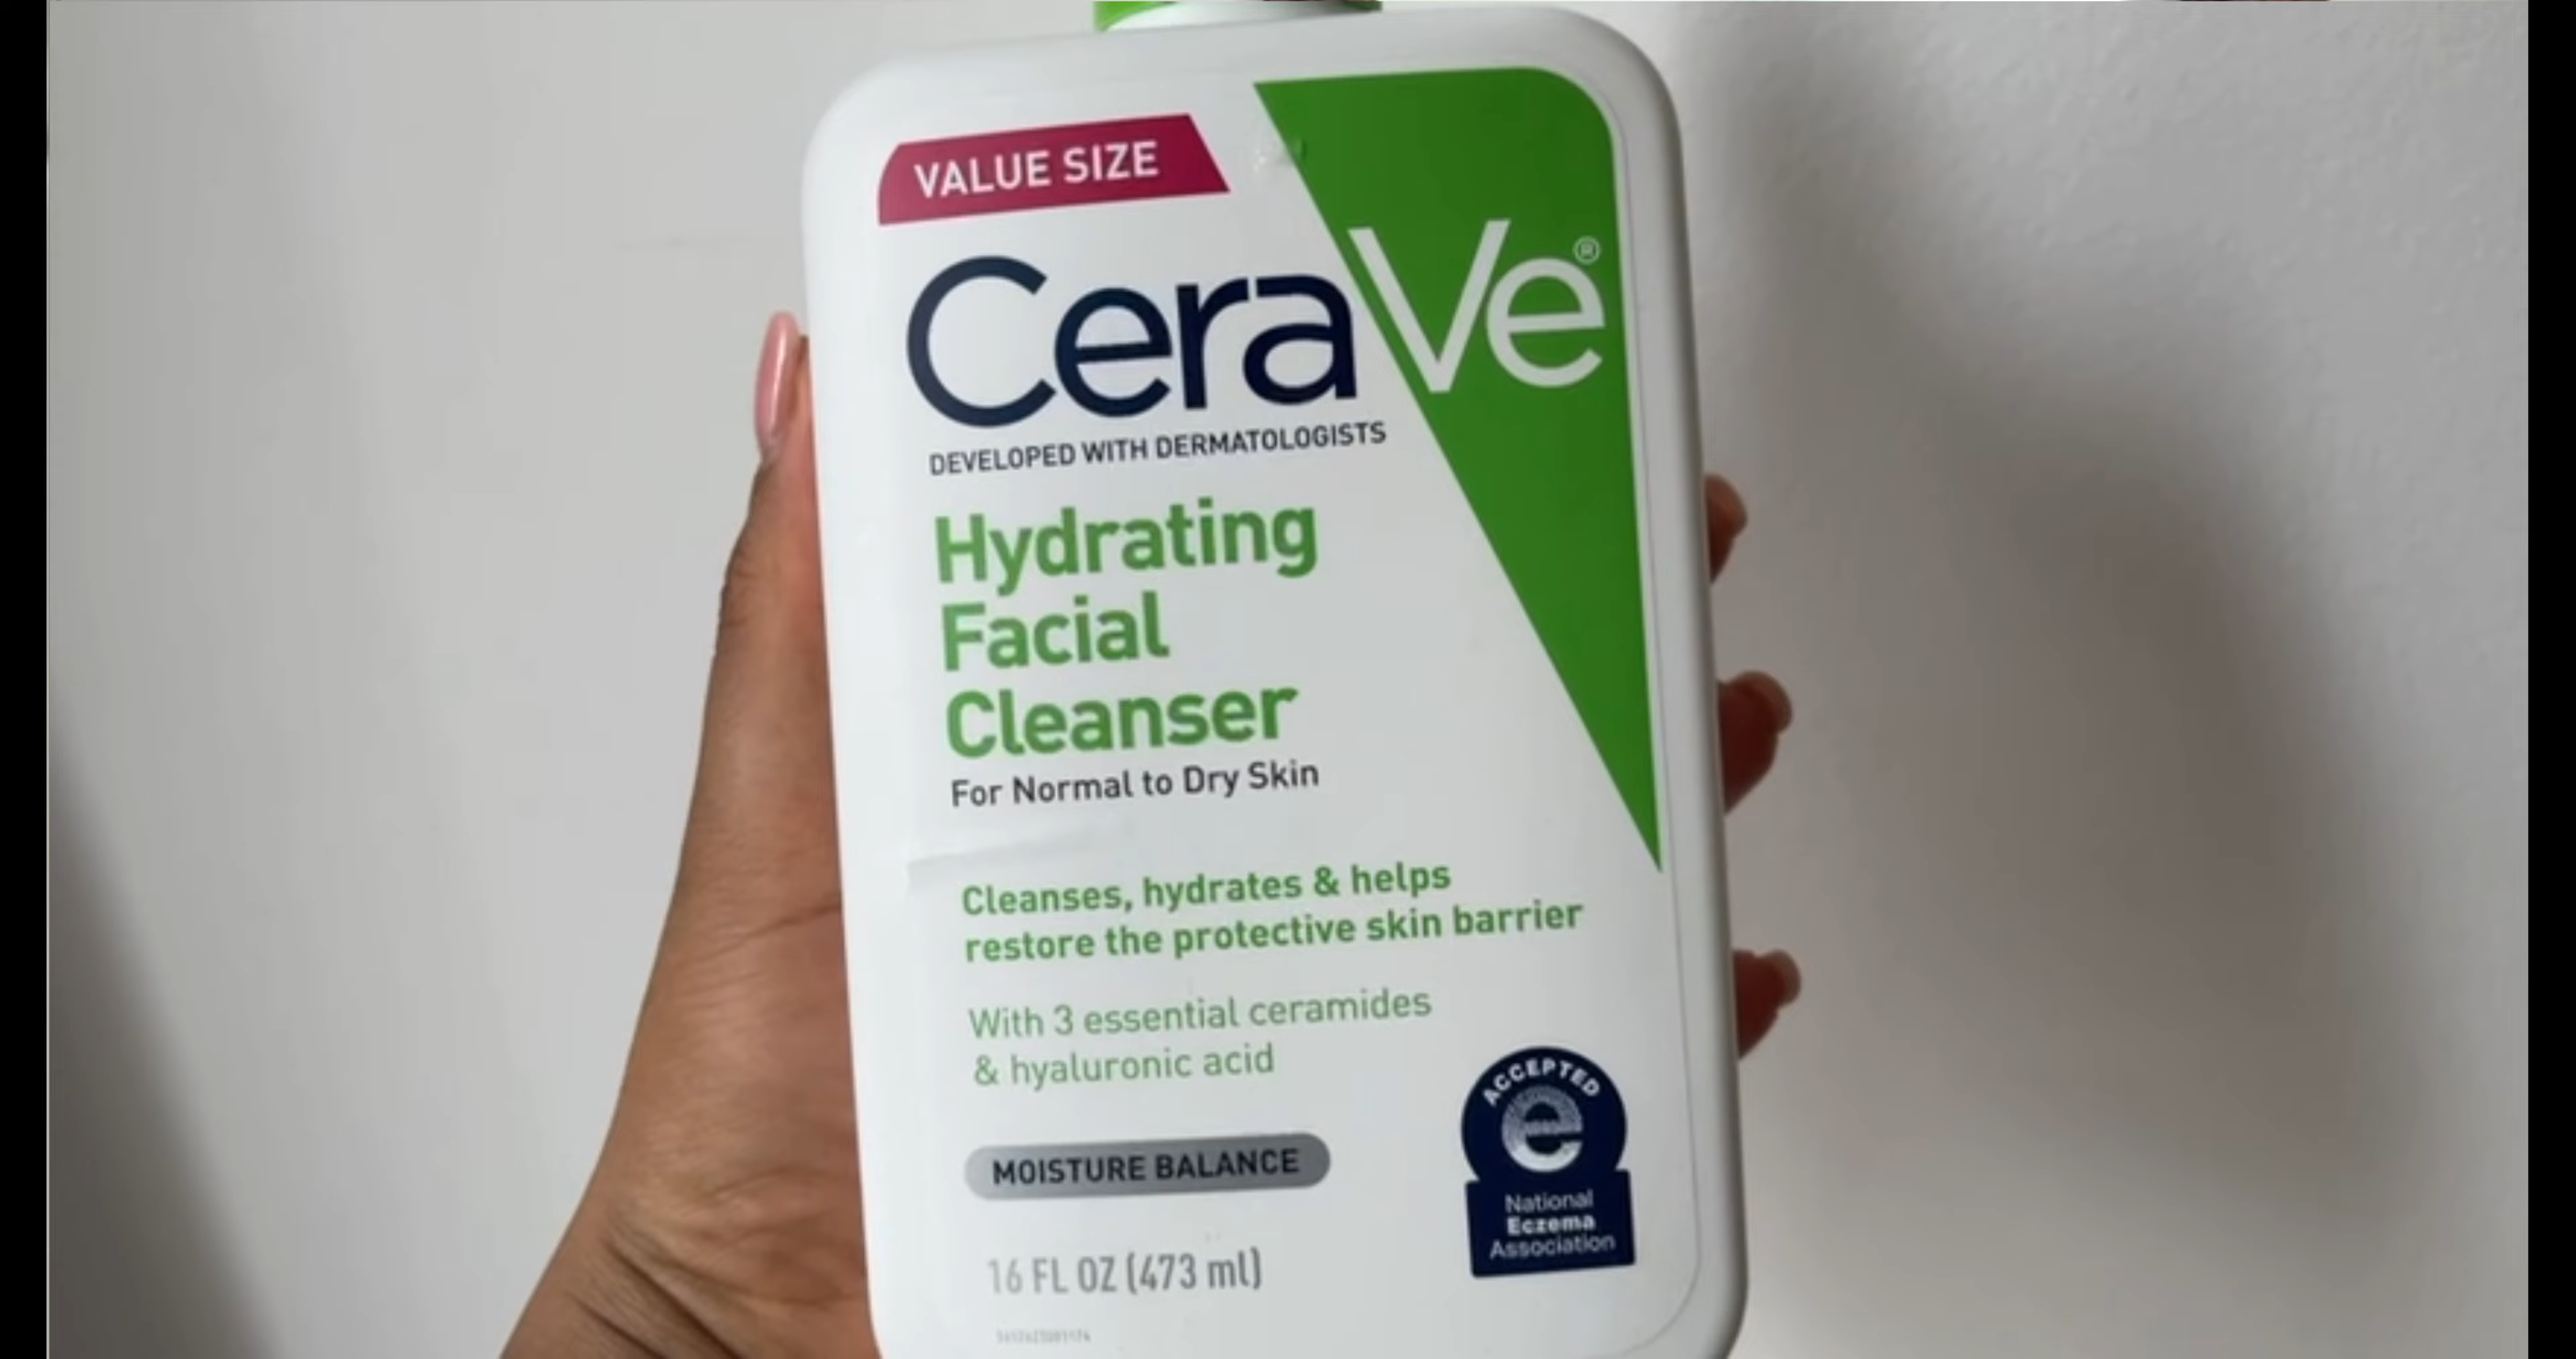 VALUE SIZE
CeraVe®
DEVELOPED WITH DERMATOLOGISTS
Hydrating
Facial
Cleanser
For Normal to Dry Skin
Cleanses, hydrates & helps
restore the protective skin barrier
With 3 essential ceramides
& hyaluronic acid
MOISTURE BALANCE
16 FL OZ (473 ml)
ACCEPTED
e
National
Eczema
Association